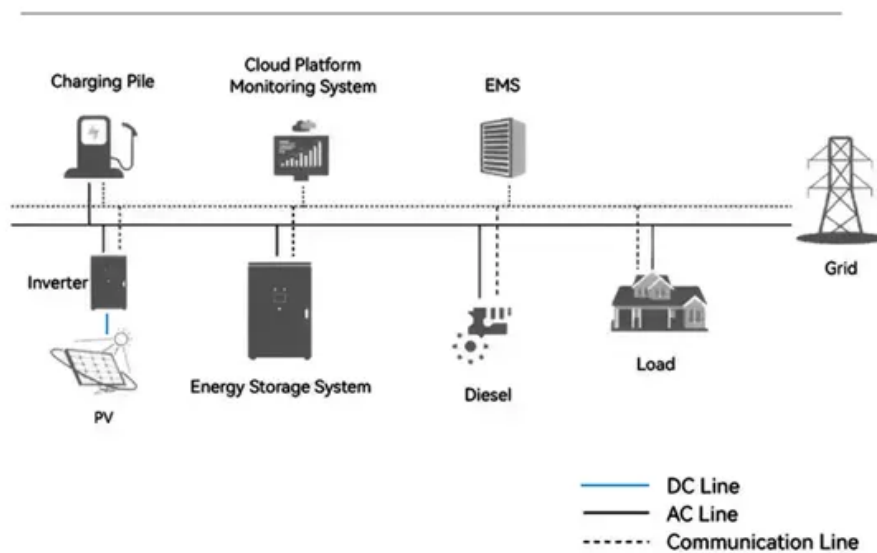 Charging Pile
Cloud Platform
Monitoring System
EMS
Inverter
Grid
PV
Energy Storage System
Diesel
Load
DC Line
AC Line
Communication Line